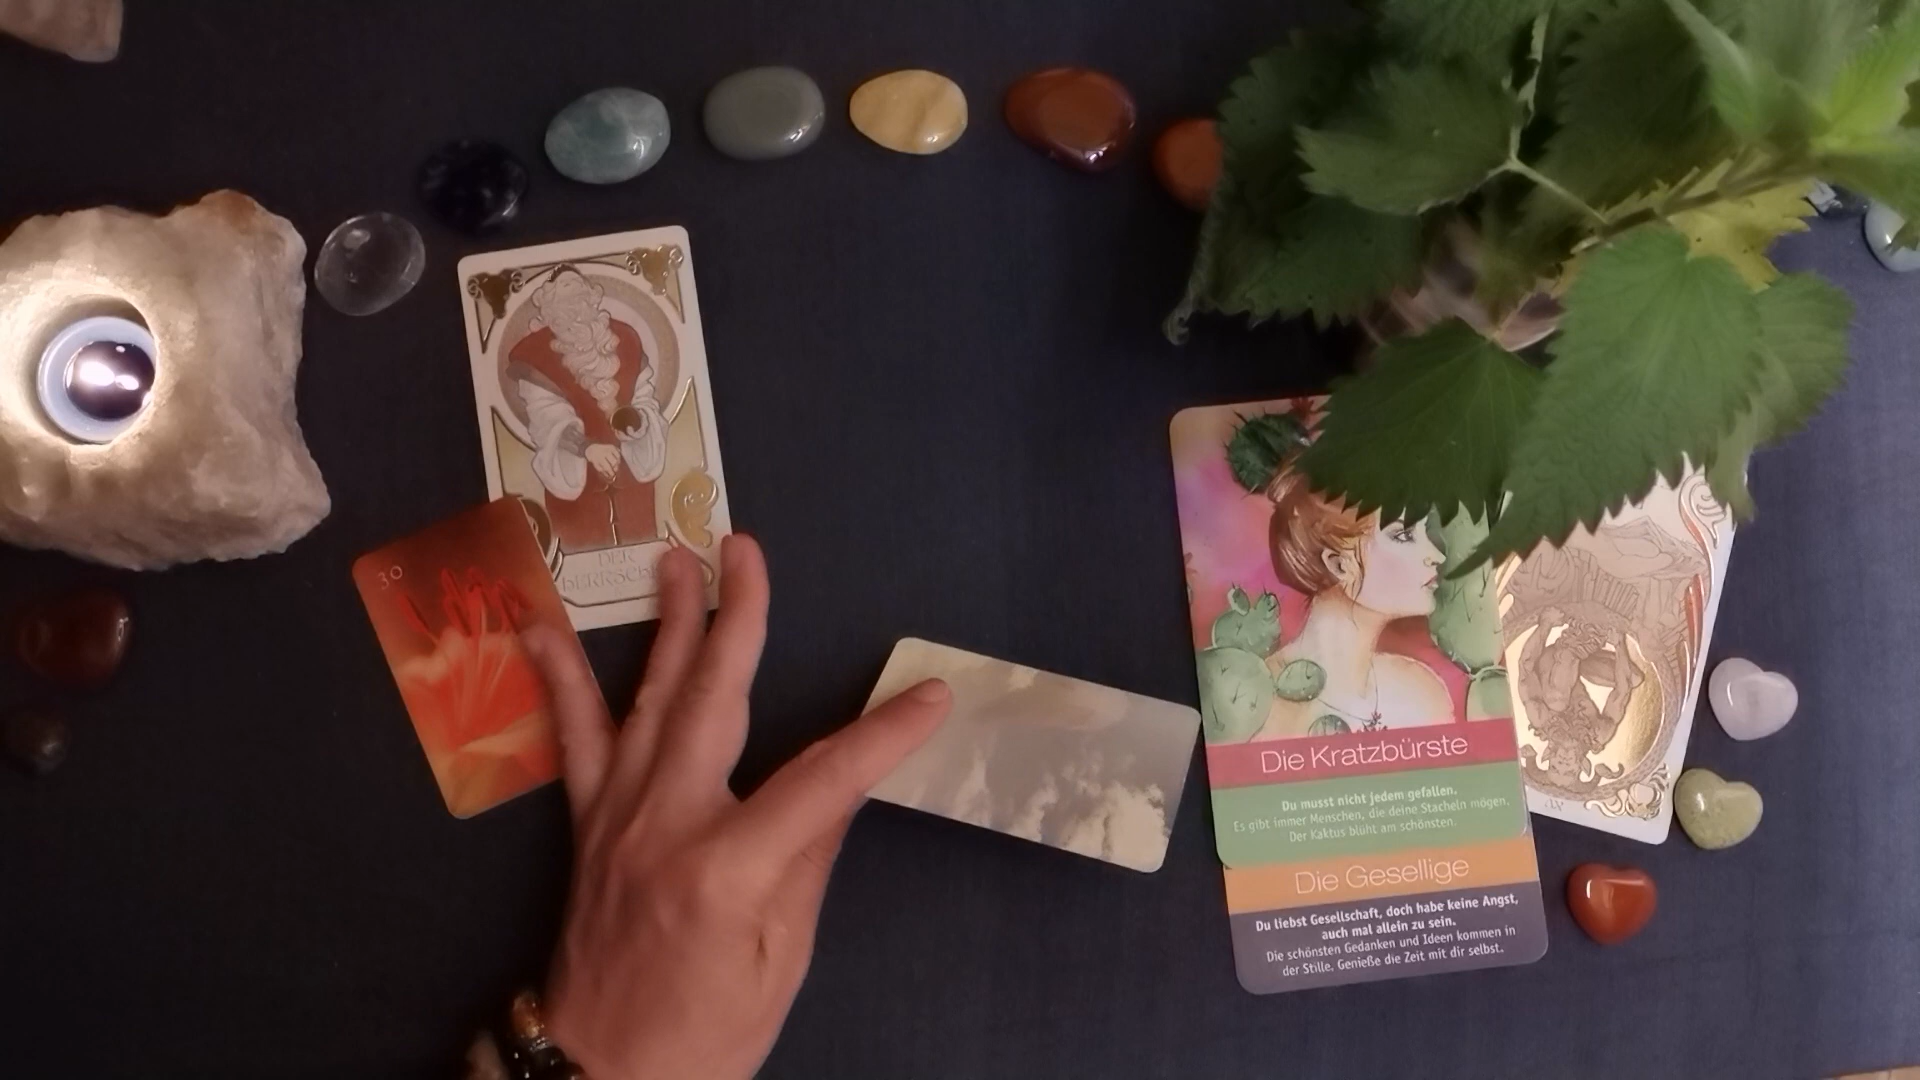 30
DER
Die Kratzbürste
Du musst nicht jedem gefallen.
Es gibt immer Menschen, die deine Stacheln mögen.
Der Kaktus blüht am schönsten.
Die Gesellige
Du liebst Gesellschaft, doch habe keine Angst,
auch mal allein zu sein.
Die schönsten Gedanken und Ideen kommen in
der Stille. Genieße die Zeit mit dir selbst.